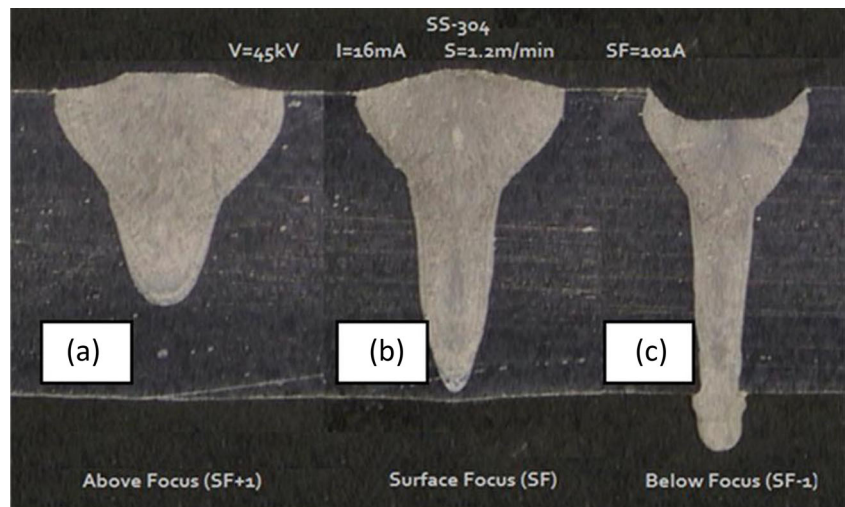 SS-304
V=45kV I=16mA S=1.2m/min SF=101A
(a) (b) (c)
Above Focus (SF+1) Surface Focus (SF) Below Focus (SF-1)